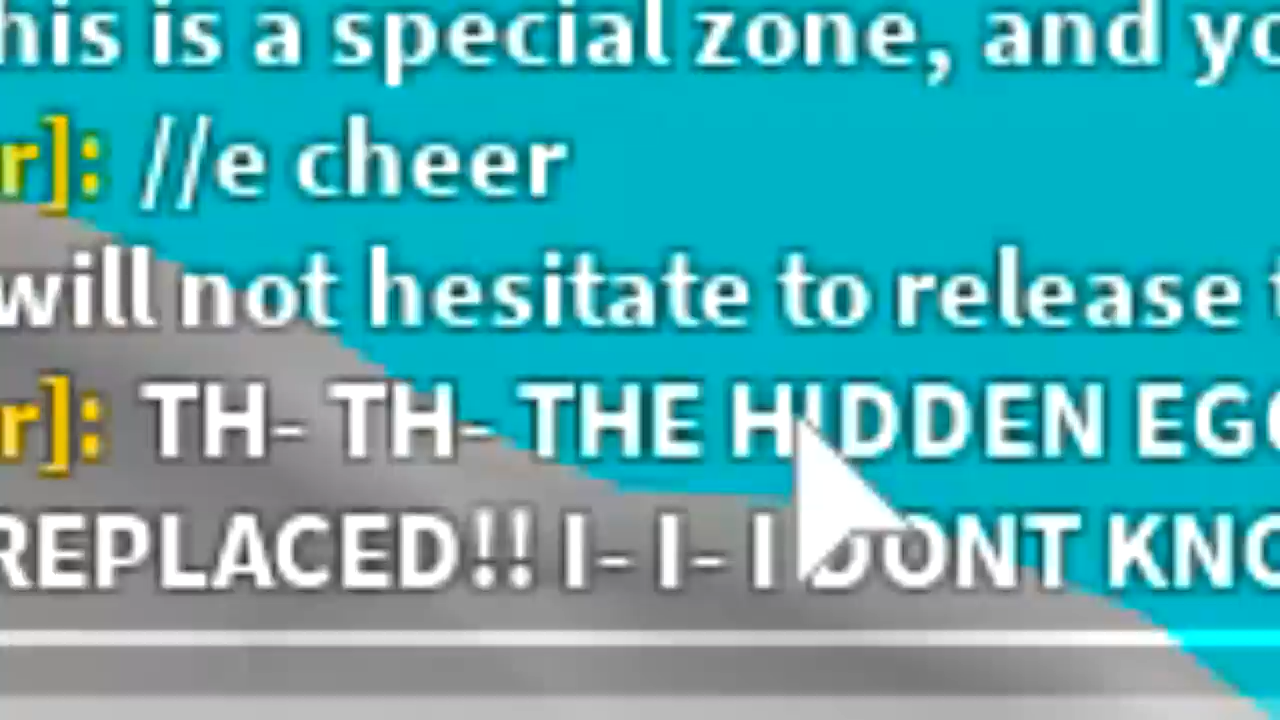 his is a special zone, and yo
r]: //e cheer
will not hesitate to release t
r]: TH- TH- THE HIDDEN EGG
REPLACED!! I- I- I DONT KNO